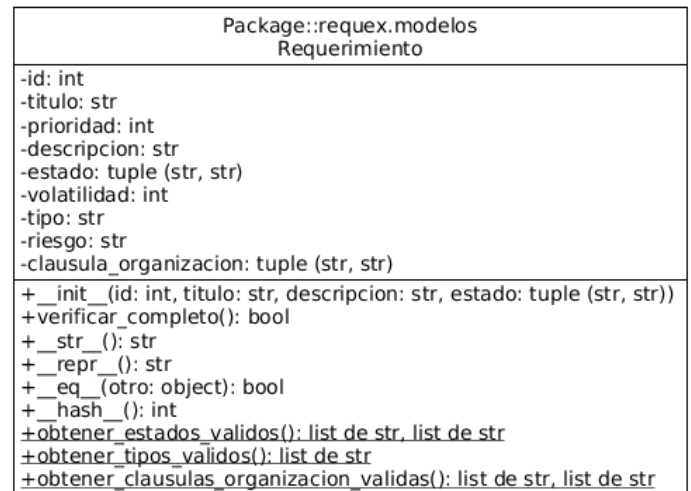 Package::requex.modelos
Requerimiento
-id: int
-titulo: str
-prioridad: int
-descripcion: str
-estado: tuple (str, str)
-volatilidad: int
-tipo: str
-riesgo: str
-clausula_organizacion: tuple (str, str)
+__init__(id: int, titulo: str, descripcion: str, estado: tuple (str, str))
+verificar_completo(): bool
+__str__(): str
+__repr__(): str
+__eq__(otro: object): bool
+__hash__(): int
+obtener_estados_validos(): list de str, list de str
+obtener_tipos_validos(): list de str
+obtener_clausulas_organizacion_validas(): list de str, list de str